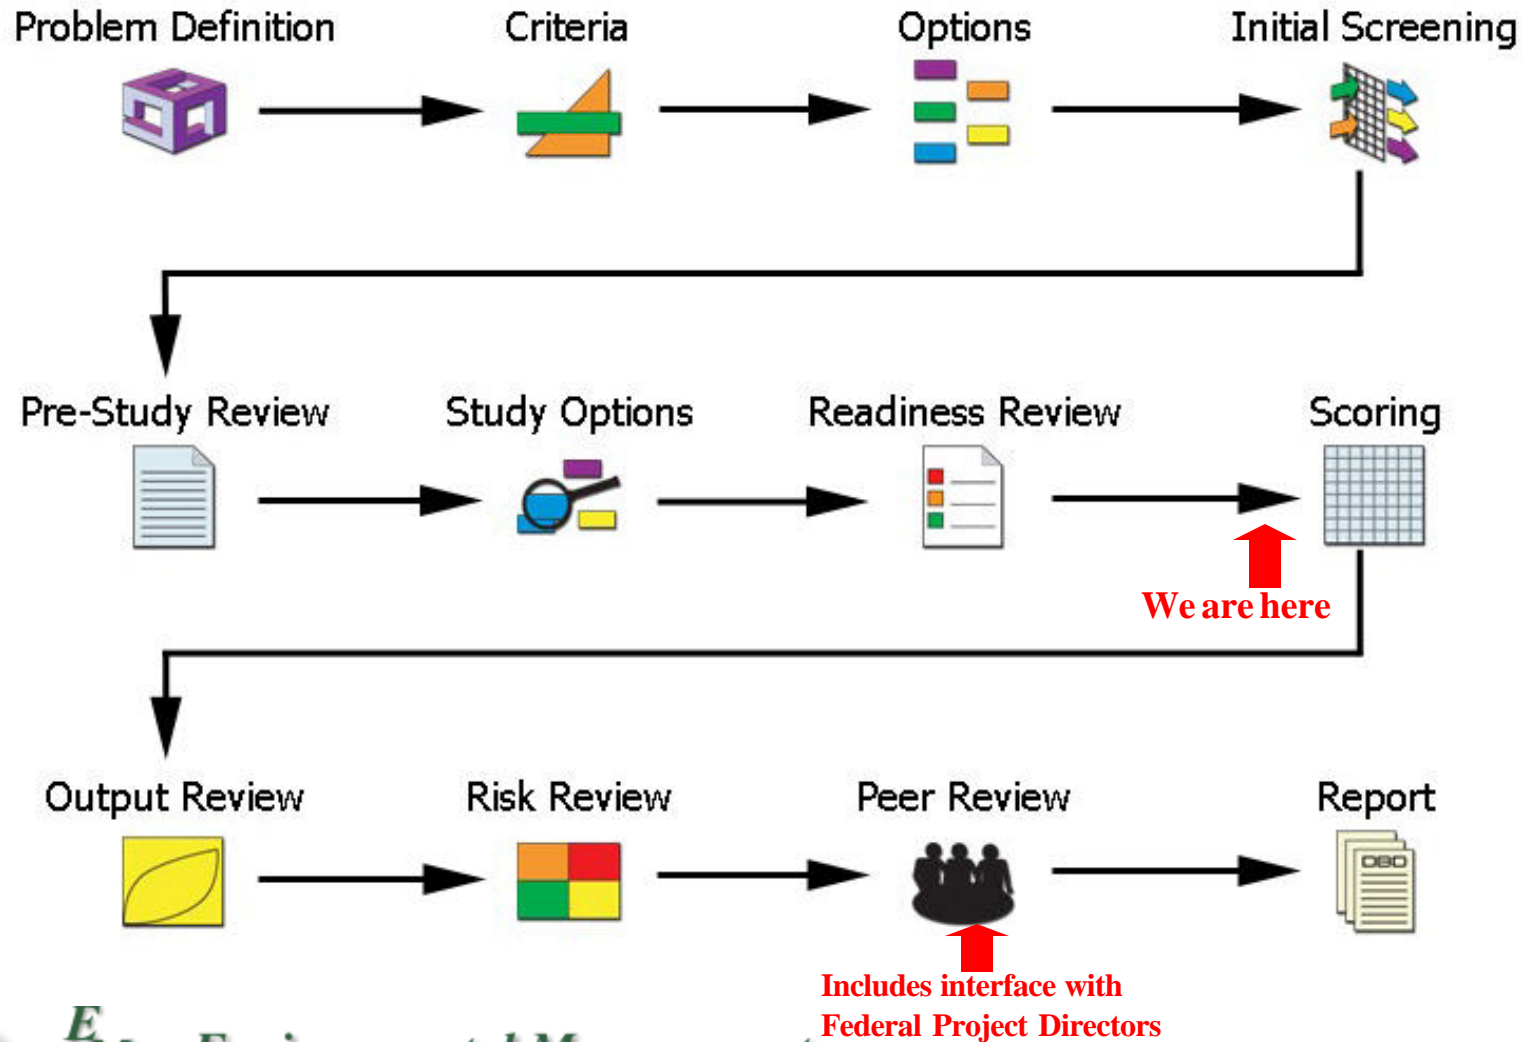 Problem Definition
Criteria
Options
Initial Screening
Pre-Study Review
Study Options
Readiness Review
Scoring
We are here
Output Review
Risk Review
Peer Review
Report
DBD
Includes interface with
Federal Project Directors
E